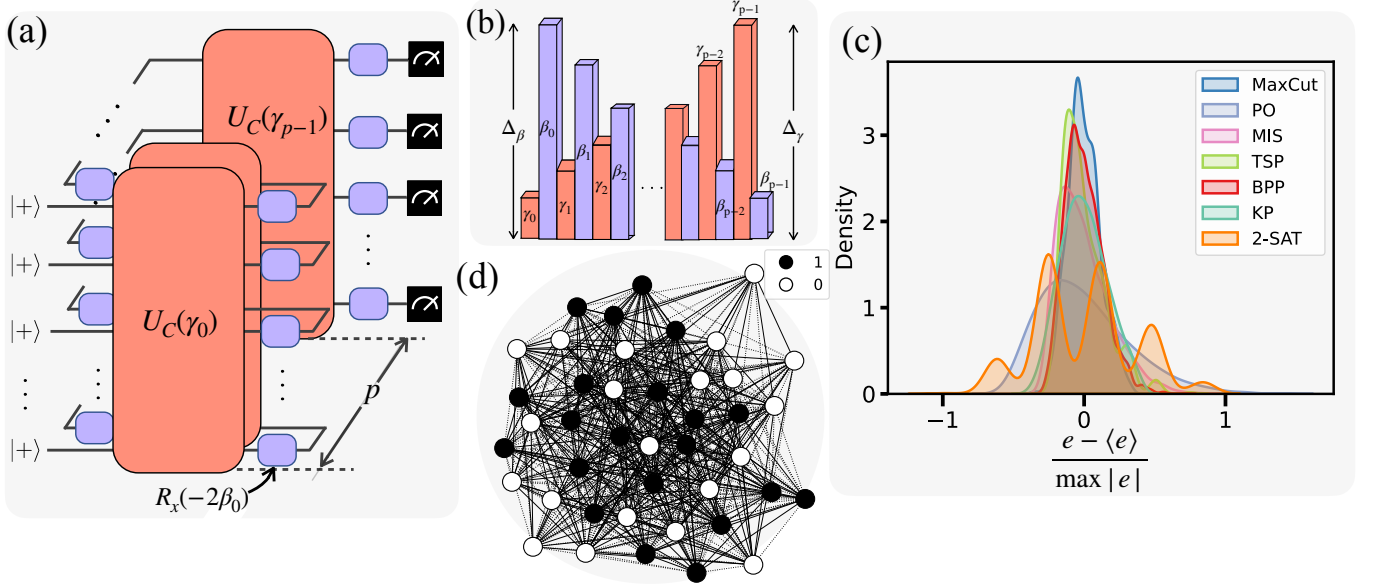 (a)
U_C(γ_{p−1})
|+⟩
|+⟩
|+⟩
|+⟩
U_C(γ_0)
p
R_x(−2β_0)
(b)
Δ_β
β_0
β_1
β_2
γ_0
γ_1
γ_2
γ_{p−2}
γ_{p−1}
β_{p−2}
β_{p−1}
Δ_γ
(c)
MaxCut
PO
MIS
TSP
BPP
KP
2-SAT
Density
3
2
1
0
−1
0
1
e − ⟨e⟩
max |e|
(d)
1
0